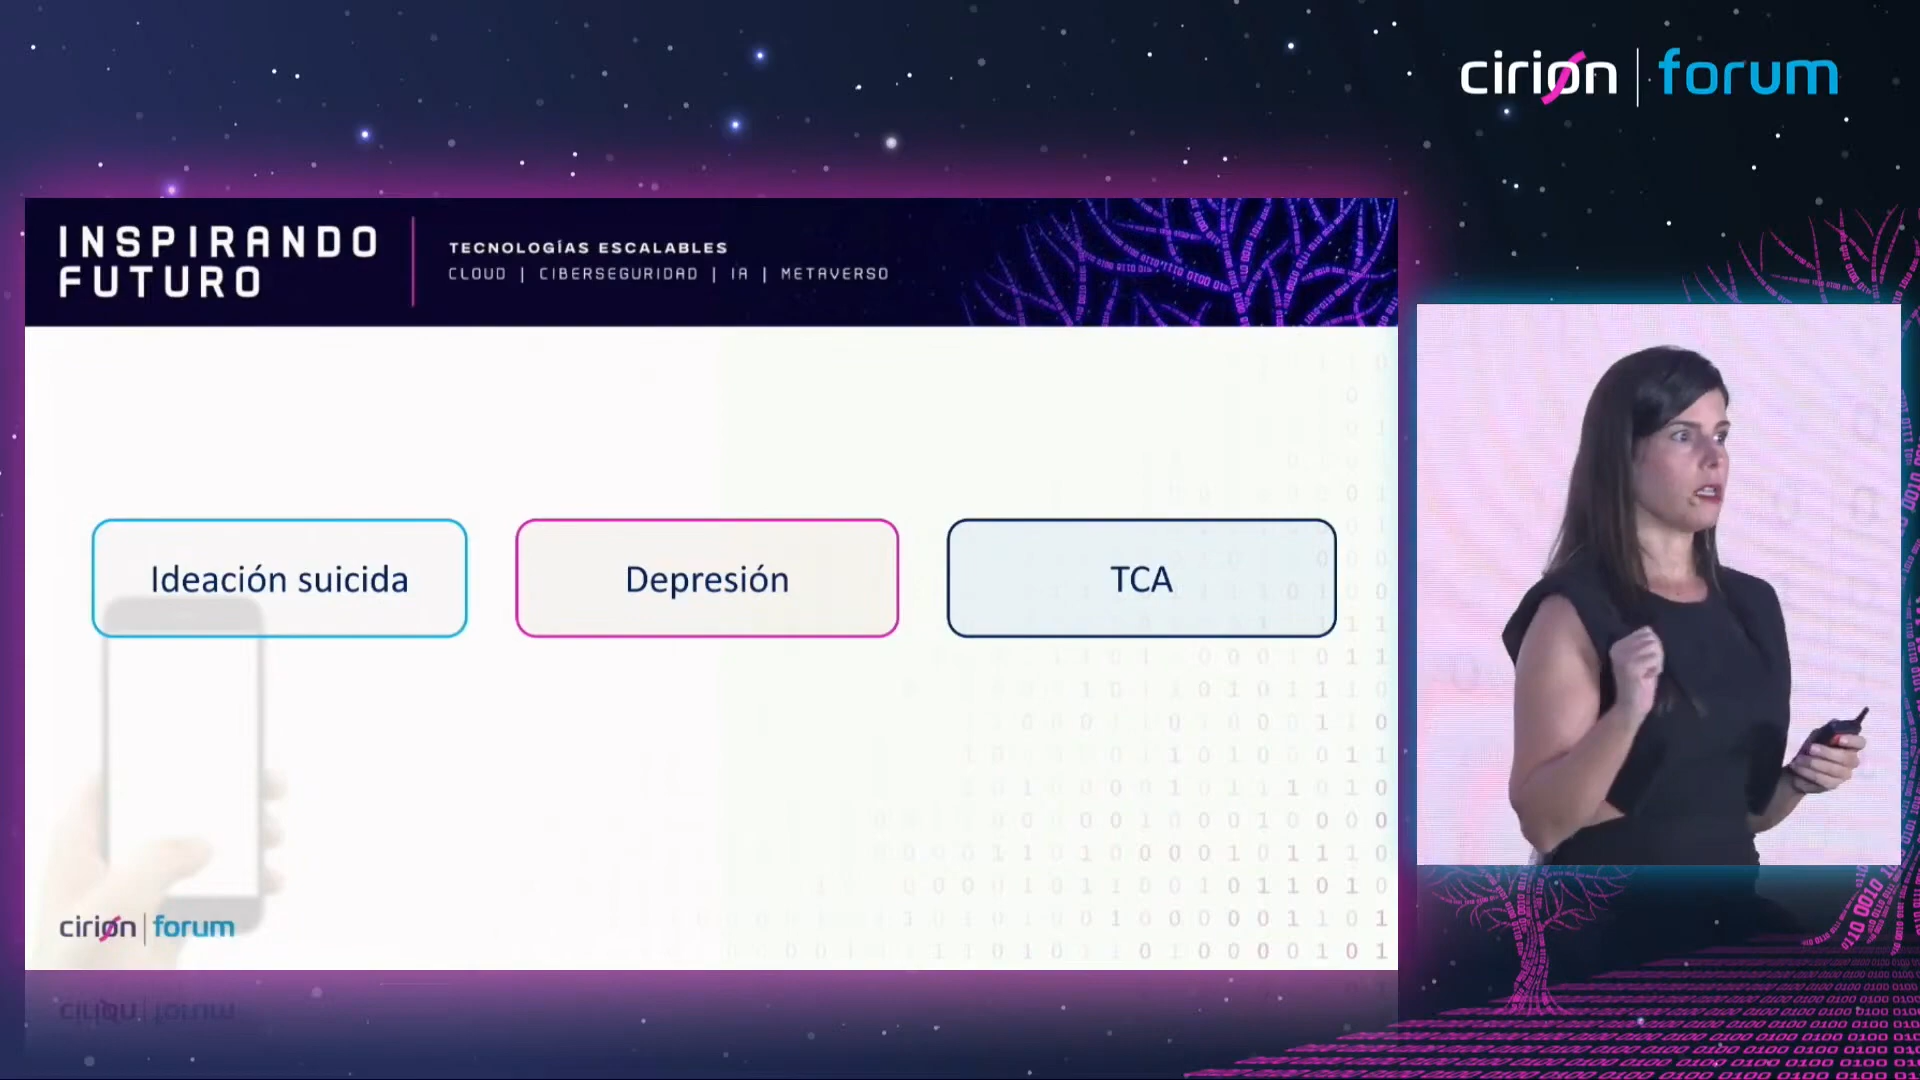 cirion | forum
INSPIRANDO
FUTURO
TECNOLOGÍAS ESCALABLES
CLOUD | CIBERSEGURIDAD | IA | METAVERSO
Ideación suicida
Depresión
TCA
cirion | forum